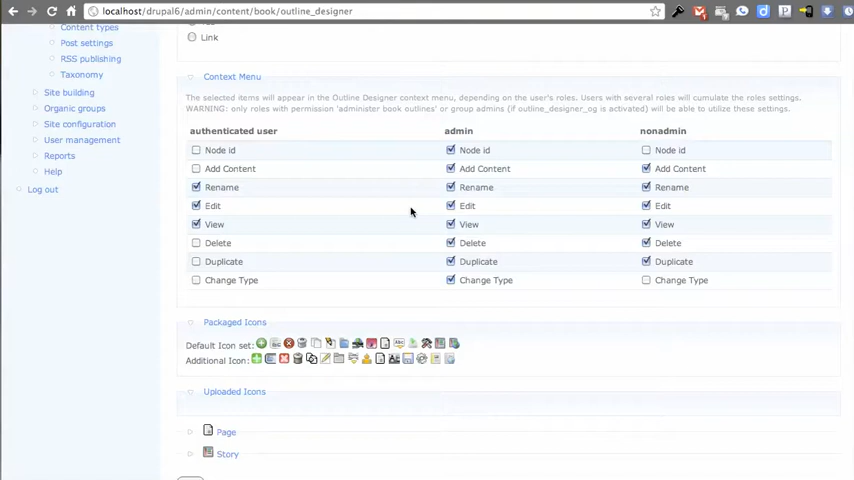 localhost/drupal6/admin/content/book/outline_designer
Content types
Post settings
RSS publishing
Taxonomy
Site building
Organic groups
Site configuration
User management
Reports
Help
Log out
Link
Context Menu
The selected items will appear in the Outline Designer context menu, depending on the user's roles. Users with several roles will cumulate the roles settings.
WARNING: only roles with permission 'administer book outlines' or group admins (if outline_designer_og is activated) will be able to utilize these settings.
authenticated user admin nonadmin
Node id Node id Node id
Add Content Add Content Add Content
Rename Rename Rename
Edit Edit Edit
View View View
Delete Delete Delete
Duplicate Duplicate Duplicate
Change Type Change Type Change Type
Packaged Icons
Default Icon set:
Additional Icon:
Uploaded Icons
Page
Story